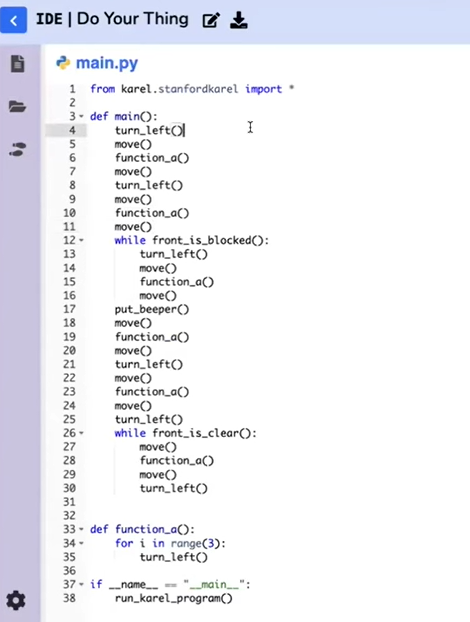 IDE | Do Your Thing
main.py
1 from karel.stanfordkarel import *
2
3 def main():
4     turn_left()
5     move()
6     function_a()
7     move()
8     turn_left()
9     move()
10     function_a()
11     move()
12     while front_is_blocked():
13         turn_left()
14         move()
15         function_a()
16         move()
17     put_beeper()
18     move()
19     function_a()
20     move()
21     turn_left()
22     move()
23     function_a()
24     move()
25     turn_left()
26     while front_is_clear():
27         move()
28         function_a()
29         move()
30         turn_left()
31
32
33 def function_a():
34     for i in range(3):
35         turn_left()
36
37 if __name__ == "__main__":
38     run_karel_program()